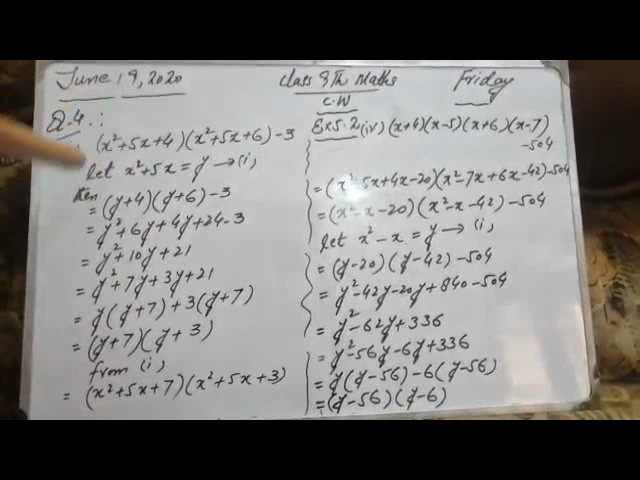 June 19, 2020 Class 9Th Maths Friday
C.W
Q.4 :
(x²+5x+4)(x²+5x+6)-3
let x²+5x = y →(i)
then
= (y+4)(y+6)-3
= y²+6y+4y+24-3
= y²+10y+21
= y²+7y+3y+21
= y(y+7)+3(y+7)
= (y+7)(y+3)
from (i)
= (x²+5x+7)(x²+5x+3)
Ex5.2 (iv) (x+4)(x-5)(x+6)(x-7)
-504
= (x²-5x+4x-20)(x²-7x+6x-42)-504
= (x²-x-20)(x²-x-42)-504
let x²-x = y →(i)
= (y-20)(y-42)-504
= y²-42y-20y+840-504
= y²-62y+336
= y²-56y-6y+336
= y(y-56)-6(y-56)
= (y-56)(y-6)